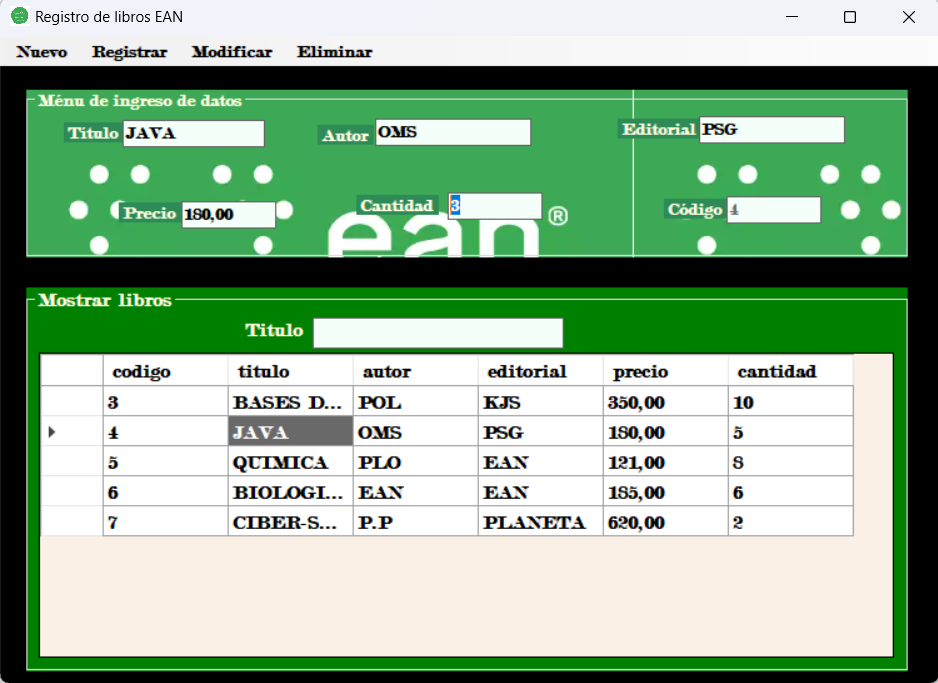 Registro de libros EAN
Nuevo Registrar Modificar Eliminar
Ménu de ingreso de datos
Titulo JAVA Autor OMS Editorial PSG
Precio 180,00 Cantidad 3 Código 4
ean®
Mostrar libros
Titulo
codigo titulo autor editorial precio cantidad
3 BASES D... POL KJS 350,00 10
4 JAVA OMS PSG 180,00 5
5 QUIMICA PLO EAN 121,00 8
6 BIOLOGI... EAN EAN 185,00 6
7 CIBER-S... P.P PLANETA 620,00 2